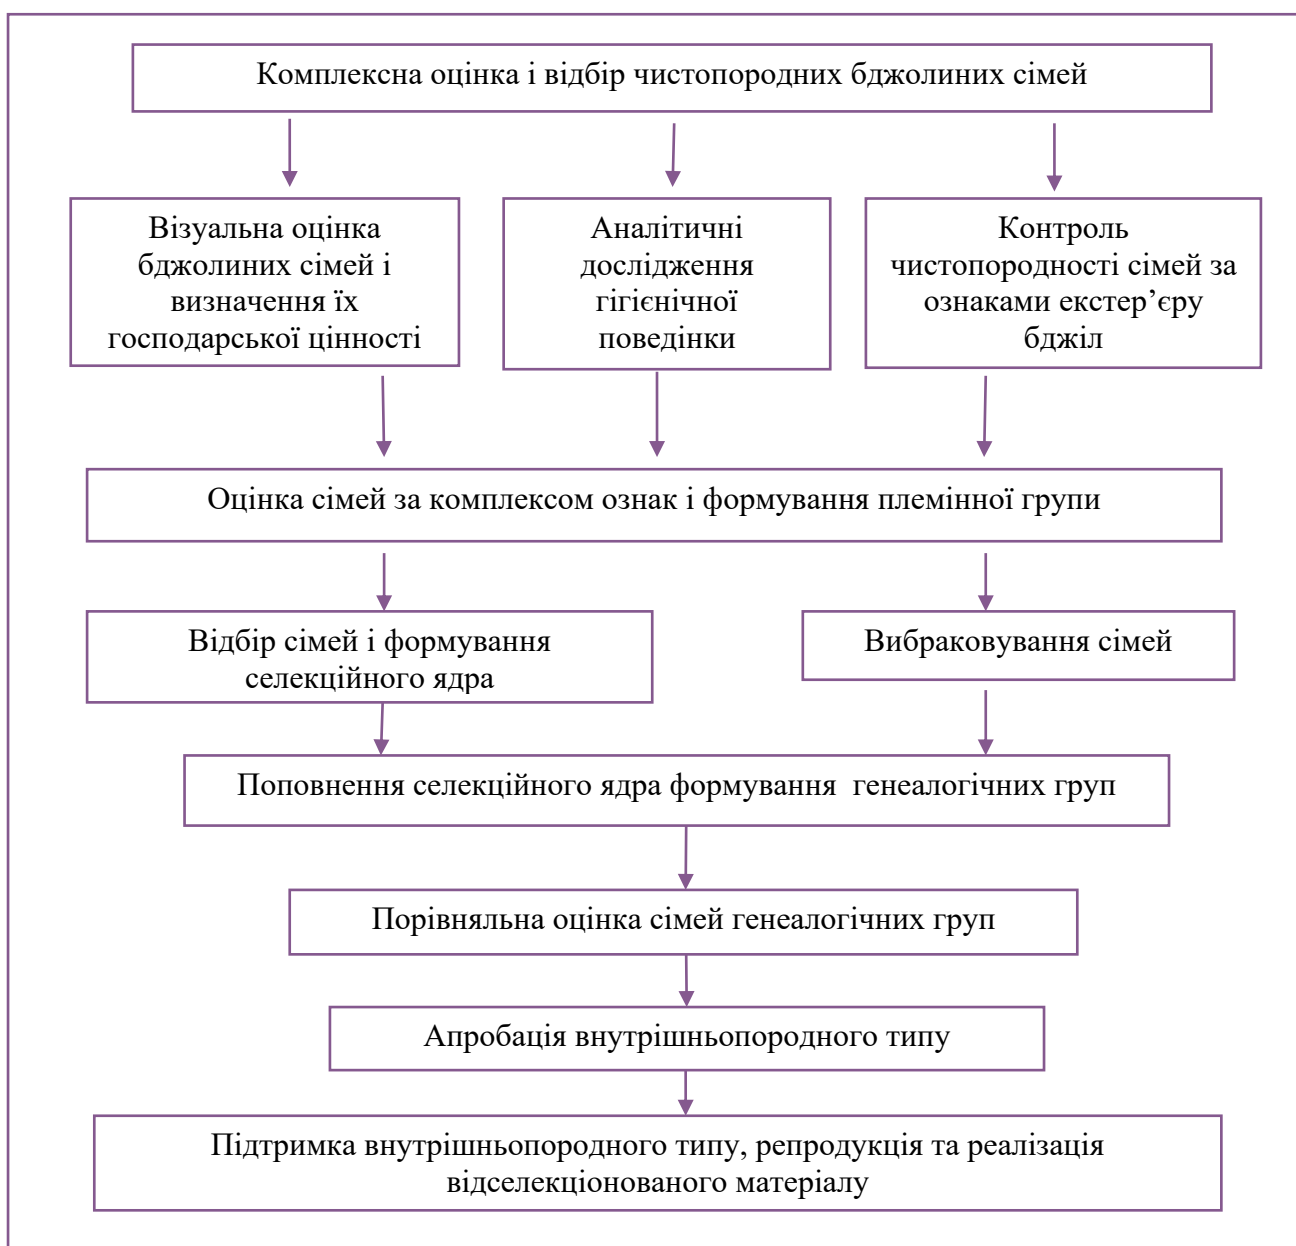 Комплексна оцінка і відбір чистопородних бджолиних сімей
Візуальна оцінка
бджолиних сімей і
визначення їх
господарської цінності
Аналітичні
дослідження
гігієнічної
поведінки
Контроль
чистопородності сімей за
ознаками екстер’єру
бджіл
Оцінка сімей за комплексом ознак і формування племінної групи
Відбір сімей і формування
селекційного ядра
Вибраковування сімей
Поповнення селекційного ядра формування  генеалогічних груп
Порівняльна оцінка сімей генеалогічних груп
Апробація внутрішньопородного типу
Підтримка внутрішньопородного типу, репродукція та реалізація
відселекціонованого матеріалу